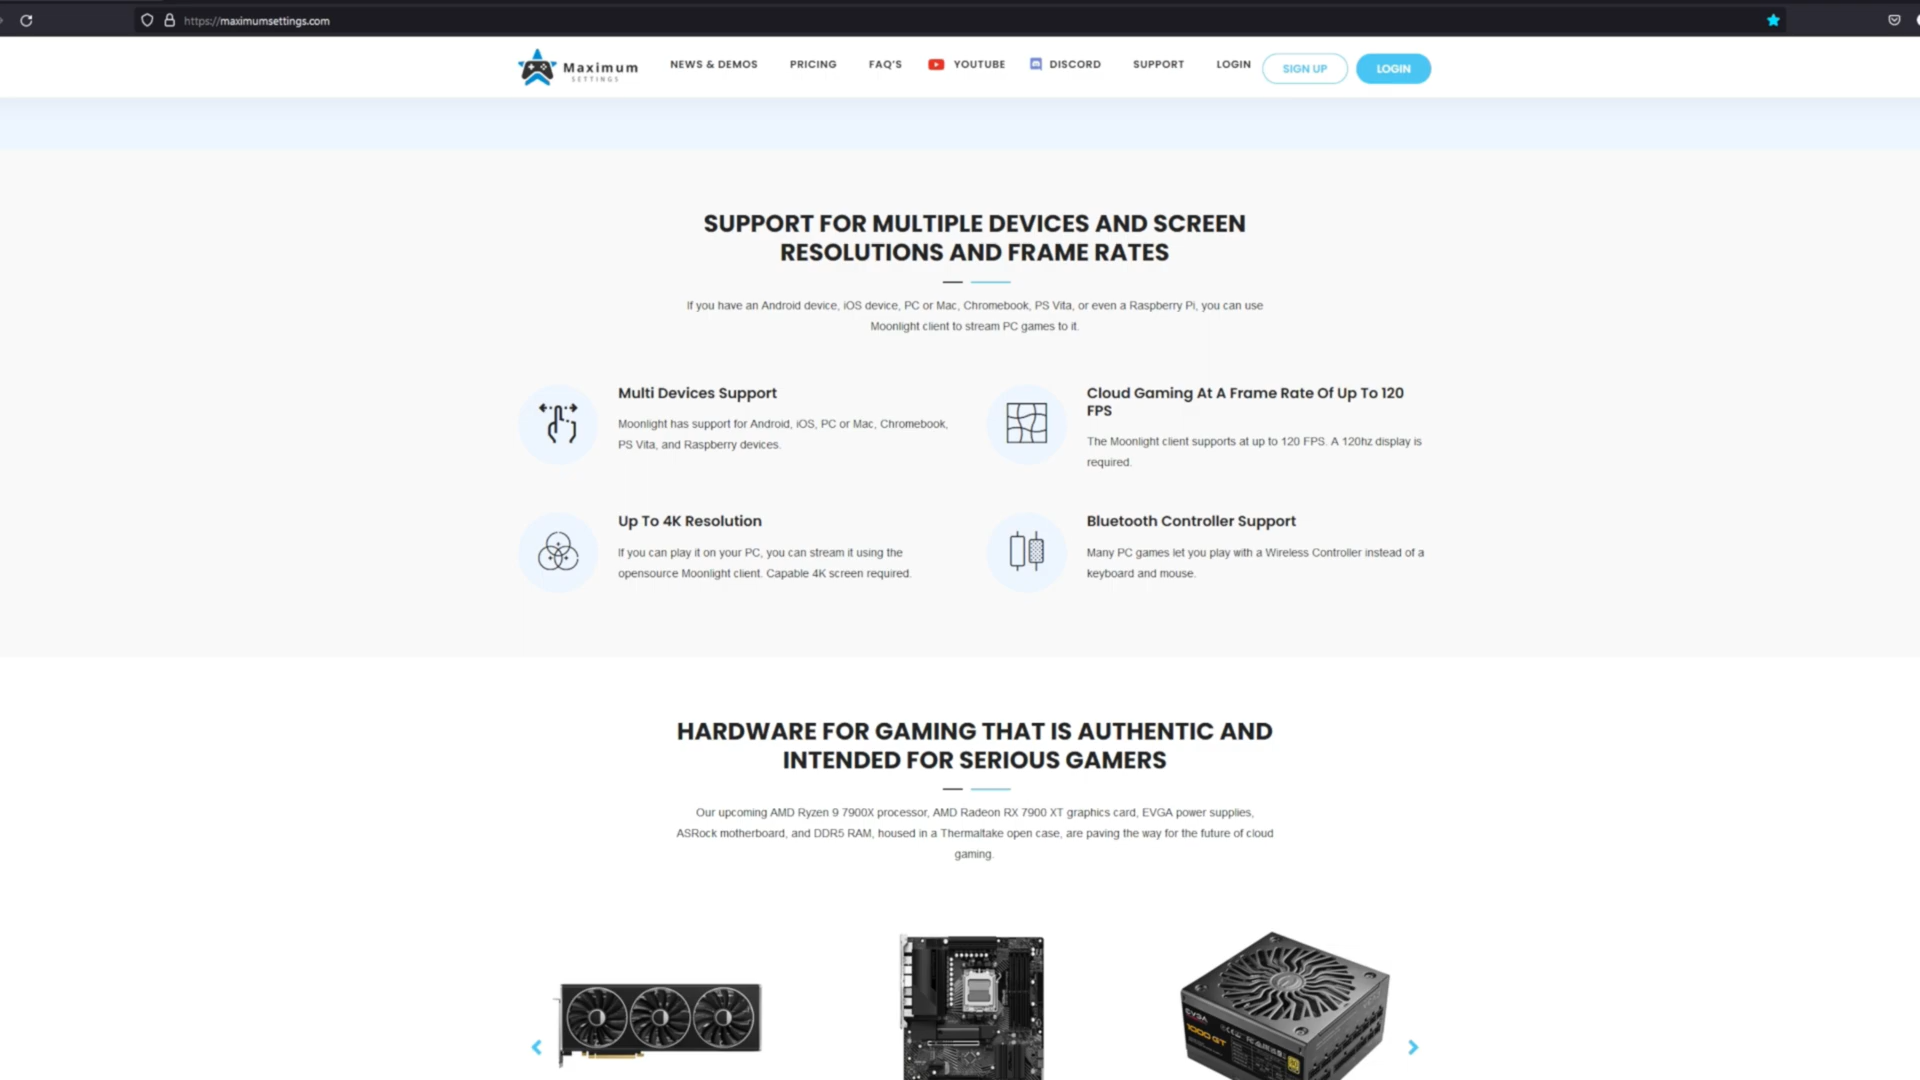 https://maximumsettings.com
Maximum
SETTINGS
NEWS & DEMOS
PRICING
FAQ'S
YOUTUBE
DISCORD
SUPPORT
LOGIN
SIGN UP
LOGIN
SUPPORT FOR MULTIPLE DEVICES AND SCREEN
RESOLUTIONS AND FRAME RATES
If you have an Android device, iOS device, PC or Mac, Chromebook, PS Vita, or even a Raspberry Pi, you can use
Moonlight client to stream PC games to it.
Multi Devices Support
Moonlight has support for Android, iOS, PC or Mac, Chromebook,
PS Vita, and Raspberry devices.
Cloud Gaming At A Frame Rate Of Up To 120
FPS
The Moonlight client supports at up to 120 FPS. A 120hz display is
required.
Up To 4K Resolution
If you can play it on your PC, you can stream it using the
opensource Moonlight client. Capable 4K screen required.
Bluetooth Controller Support
Many PC games let you play with a Wireless Controller instead of a
keyboard and mouse.
HARDWARE FOR GAMING THAT IS AUTHENTIC AND
INTENDED FOR SERIOUS GAMERS
Our upcoming AMD Ryzen 9 7900X processor, AMD Radeon RX 7900 XT graphics card, EVGA power supplies,
ASRock motherboard, and DDR5 RAM, housed in a Thermaltake open case, are paving the way for the future of cloud
gaming.
EVGA
1000 GT